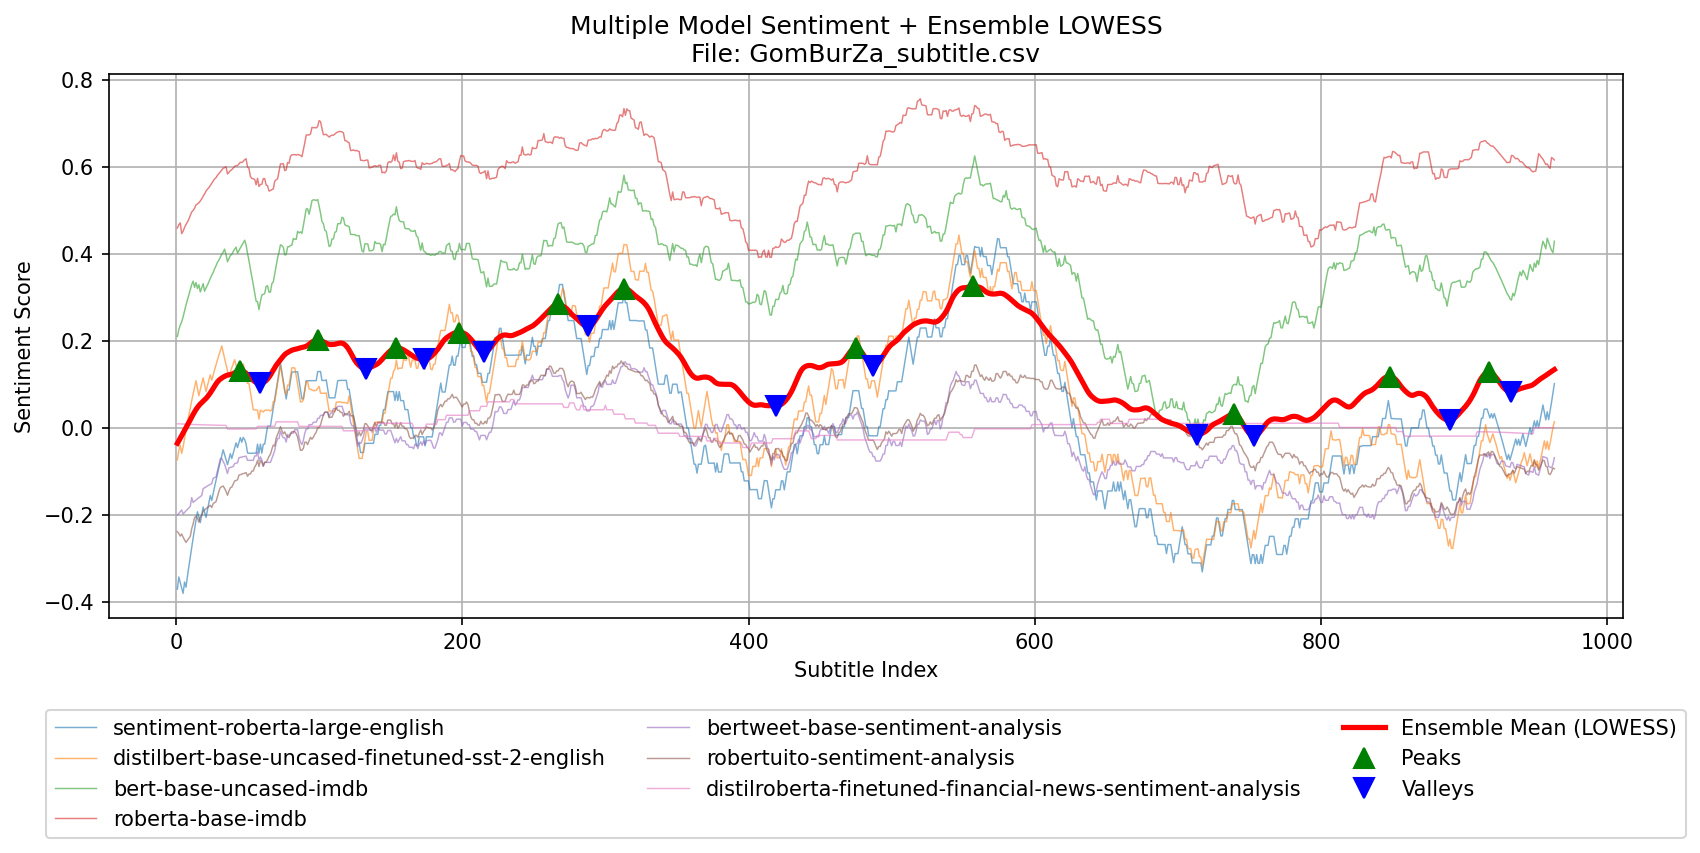 Multiple Model Sentiment + Ensemble LOWESS
File: GomBurZa_subtitle.csv
Sentiment Score
0.8
0.6
0.4
0.2
0.0
−0.2
−0.4
0
200
400
600
800
1000
Subtitle Index
sentiment-roberta-large-english
distilbert-base-uncased-finetuned-sst-2-english
bert-base-uncased-imdb
roberta-base-imdb
bertweet-base-sentiment-analysis
robertuito-sentiment-analysis
distilroberta-finetuned-financial-news-sentiment-analysis
Ensemble Mean (LOWESS)
Peaks
Valleys